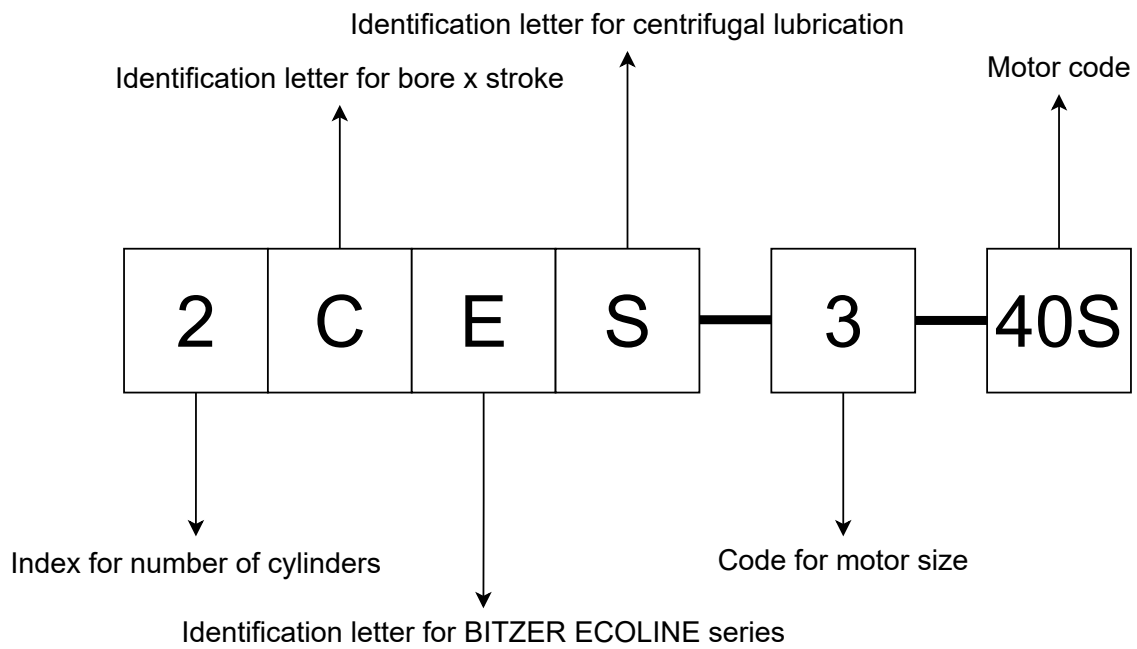 Identification letter for centrifugal lubrication
Identification letter for bore x stroke
Motor code
2 C E S 3 40S
Index for number of cylinders
Code for motor size
Identification letter for BITZER ECOLINE series